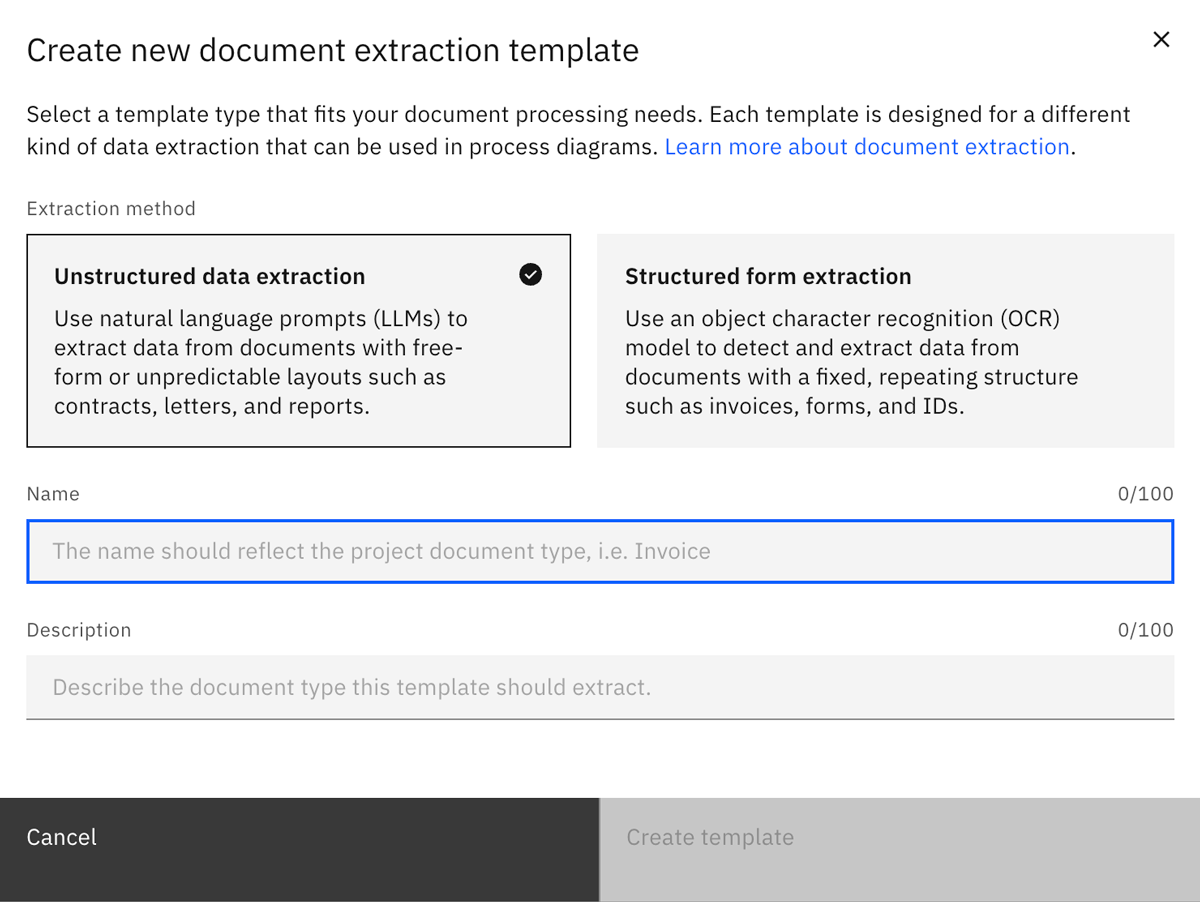 Create new document extraction template
Select a template type that fits your document processing needs. Each template is designed for a different
kind of data extraction that can be used in process diagrams. Learn more about document extraction.
Extraction method
Unstructured data extraction
Use natural language prompts (LLMs) to
extract data from documents with free-
form or unpredictable layouts such as
contracts, letters, and reports.
Structured form extraction
Use an object character recognition (OCR)
model to detect and extract data from
documents with a fixed, repeating structure
such as invoices, forms, and IDs.
Name 0/100
The name should reflect the project document type, i.e. Invoice
Description 0/100
Describe the document type this template should extract.
Cancel
Create template